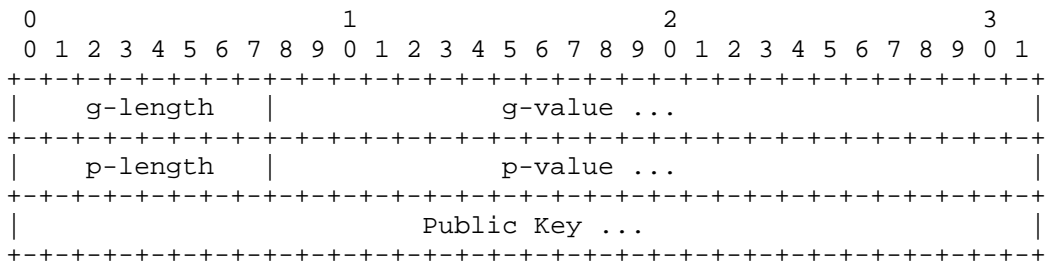 0                   1                   2                   3
 0 1 2 3 4 5 6 7 8 9 0 1 2 3 4 5 6 7 8 9 0 1 2 3 4 5 6 7 8 9 0 1
+-+-+-+-+-+-+-+-+-+-+-+-+-+-+-+-+-+-+-+-+-+-+-+-+-+-+-+-+-+-+-+-+
|    g-length   |              g-value ...                      |
+-+-+-+-+-+-+-+-+-+-+-+-+-+-+-+-+-+-+-+-+-+-+-+-+-+-+-+-+-+-+-+-+
|    p-length   |              p-value ...                      |
+-+-+-+-+-+-+-+-+-+-+-+-+-+-+-+-+-+-+-+-+-+-+-+-+-+-+-+-+-+-+-+-+
|                         Public Key ...                        |
+-+-+-+-+-+-+-+-+-+-+-+-+-+-+-+-+-+-+-+-+-+-+-+-+-+-+-+-+-+-+-+-+